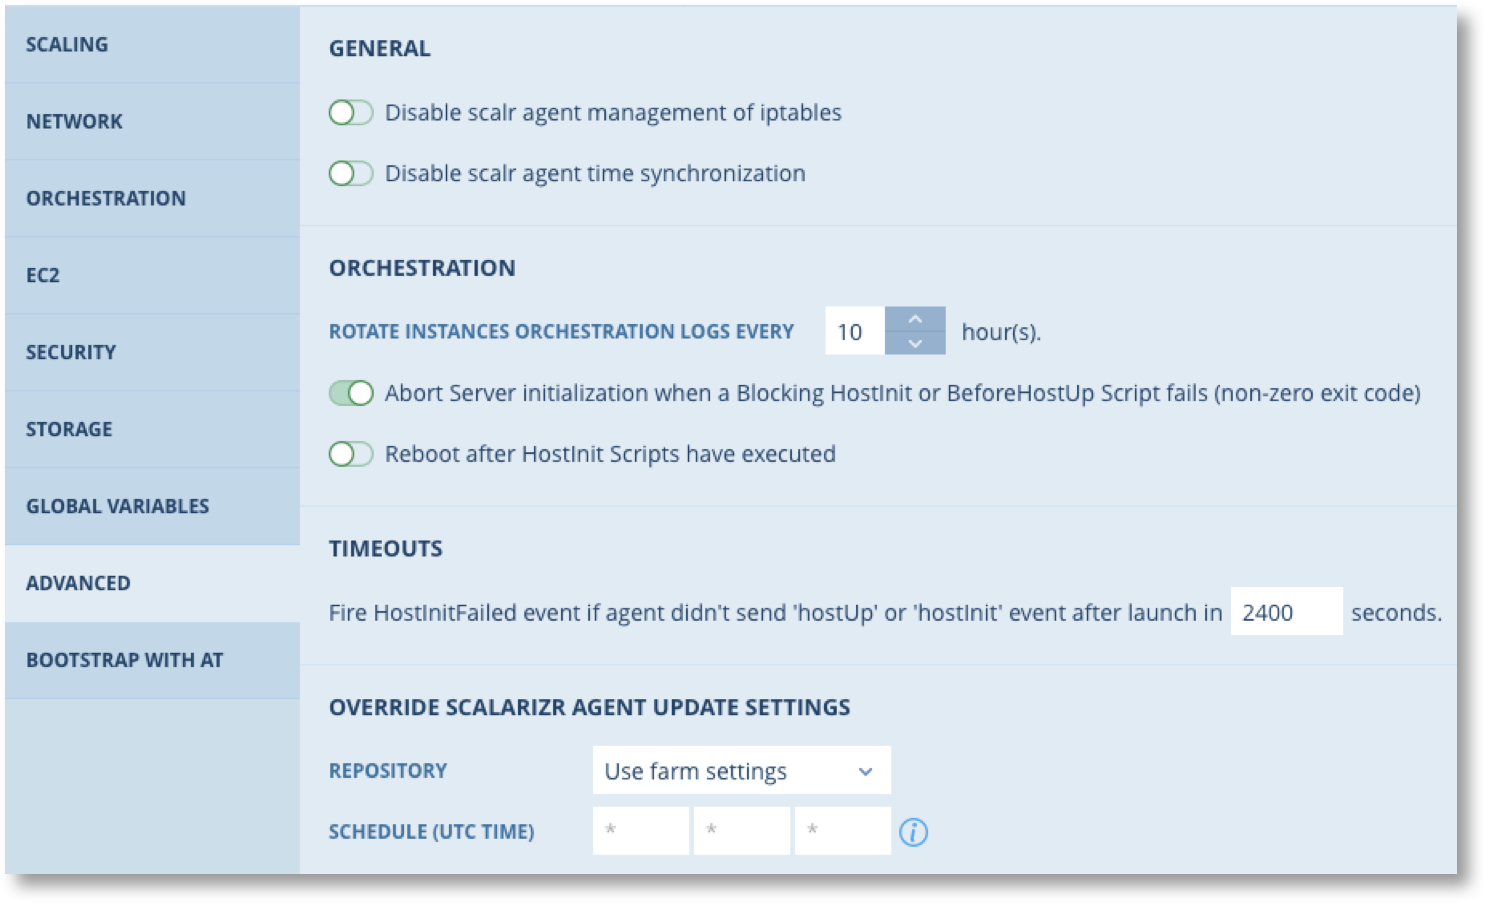 SCALING
NETWORK
ORCHESTRATION
EC2
SECURITY
STORAGE
GLOBAL VARIABLES
ADVANCED
BOOTSTRAP WITH AT
GENERAL
Disable scalr agent management of iptables
Disable scalr agent time synchronization
ORCHESTRATION
ROTATE INSTANCES ORCHESTRATION LOGS EVERY 10 hour(s).
Abort Server initialization when a Blocking HostInit or BeforeHostUp Script fails (non-zero exit code)
Reboot after HostInit Scripts have executed
TIMEOUTS
Fire HostInitFailed event if agent didn't send 'hostUp' or 'hostInit' event after launch in 2400 seconds.
OVERRIDE SCALARIZR AGENT UPDATE SETTINGS
REPOSITORY Use farm settings
SCHEDULE (UTC TIME) * * * i